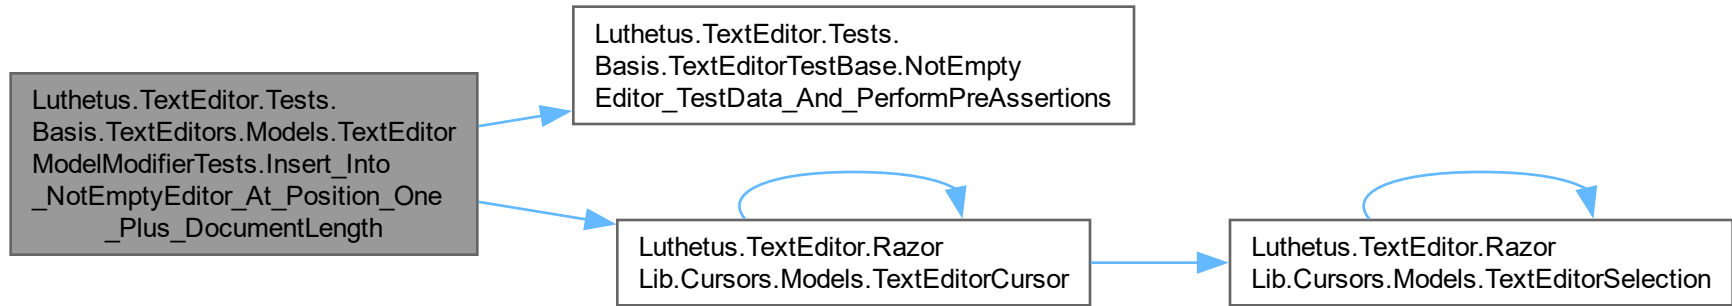 Luthetus.TextEditor.Tests.
Basis.TextEditors.Models.TextEditor
ModelModifierTests.Insert_Into
_NotEmptyEditor_At_Position_One
_Plus_DocumentLength
Luthetus.TextEditor.Tests.
Basis.TextEditorTestBase.NotEmpty
Editor_TestData_And_PerformPreAssertions
Luthetus.TextEditor.Razor
Lib.Cursors.Models.TextEditorCursor
Luthetus.TextEditor.Razor
Lib.Cursors.Models.TextEditorSelection